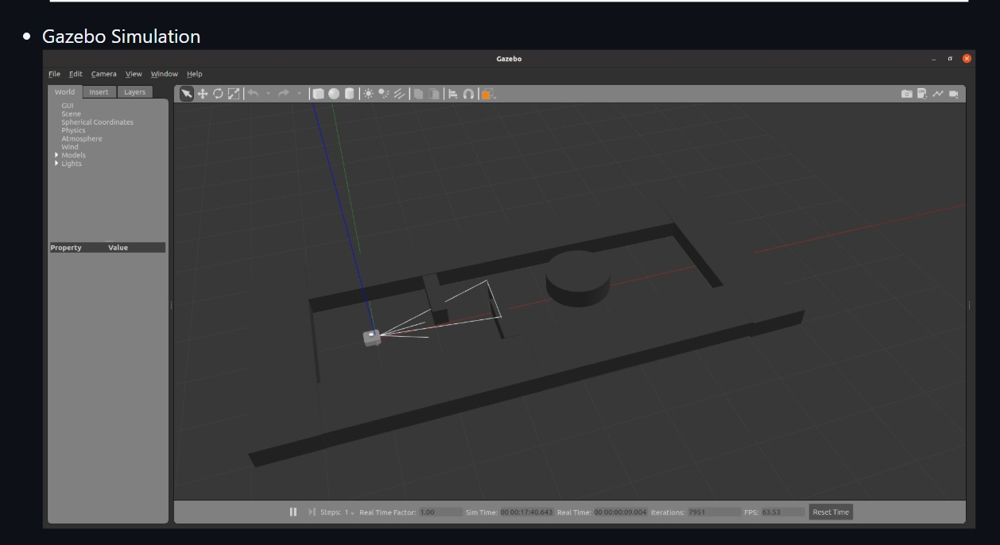 Gazebo Simulation
Gazebo
File Edit Camera View Window Help
World Insert Layers
GUI
Scene
Spherical Coordinates
Physics
Atmosphere
Wind
Models
Lights
Property Value
Steps: 1 Real Time Factor: 1.00 Sim Time: 00 00:17:40.643 Real Time: 00 00:00:09.004 Iterations: 7951 FPS: 63.53 Reset Time